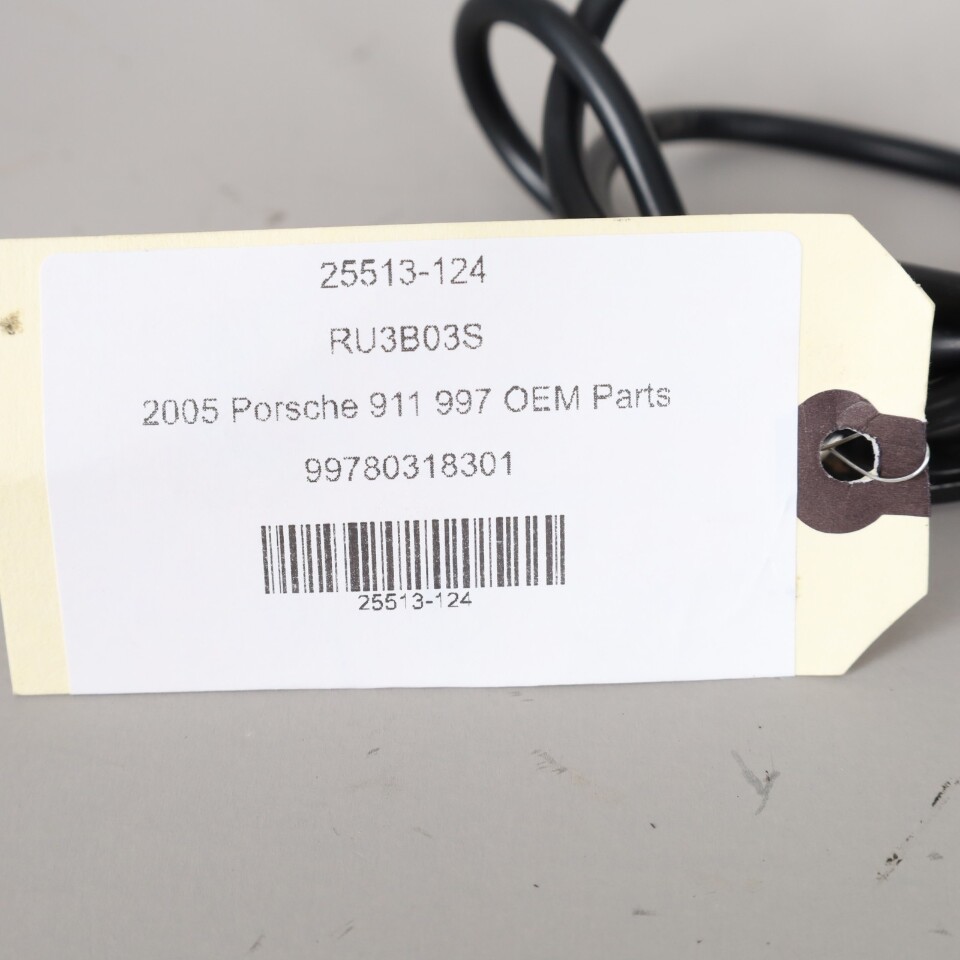 25513-124
RU3B03S
2005 Porsche 911 997 OEM Parts
99780318301
25513-124